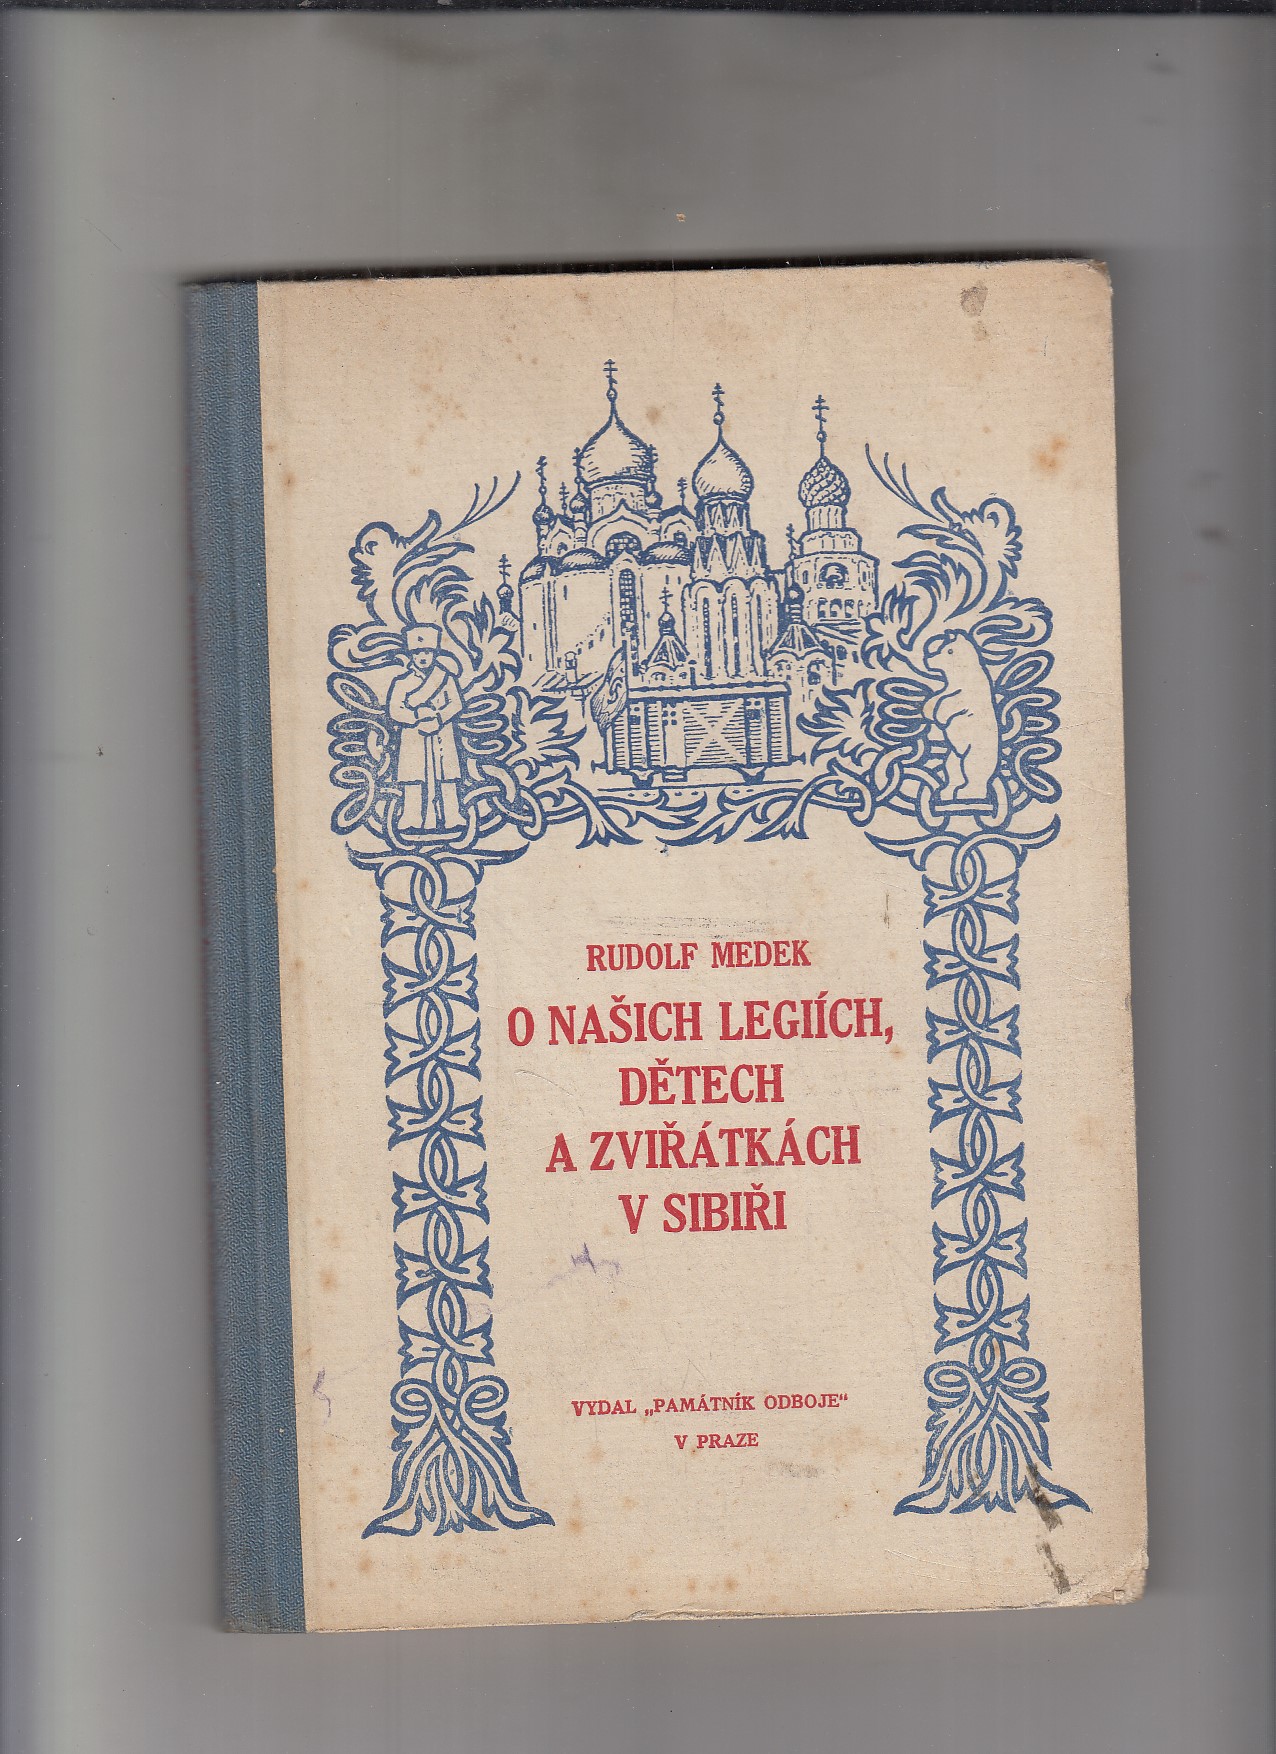 RUDOLF MEDEK
O NAŠICH LEGIÍCH,
DĚTECH
A ZVIŘÁTKÁCH
V SIBIŘI
VYDAL „PAMÁTNÍK ODBOJE“
V PRAZE